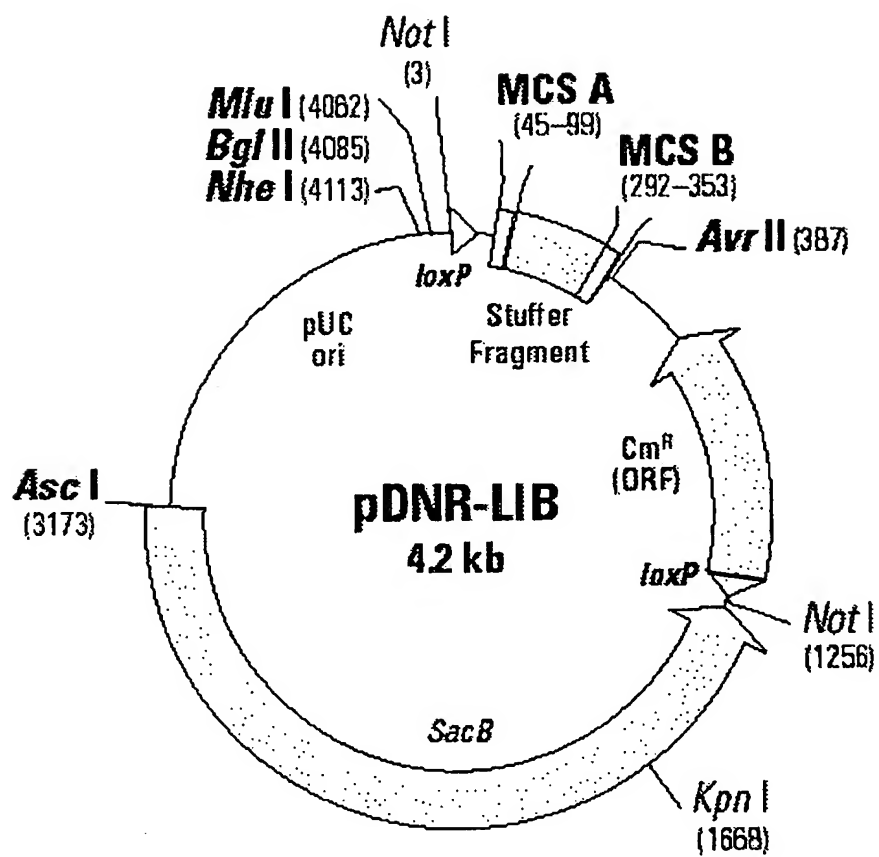 Not I
(3)
Mlu I (4062)
Bgl II (4085)
Nhe I (4113)
MCS A
(45–99)
MCS B
(292–353)
Avr II (387)
loxP
Stuffer
Fragment
pUC
ori
CmR
(ORF)
Asc I
(3173)
pDNR-LIB
4.2 kb
loxP
Not I
(1256)
SacB
Kpn I
(1668)